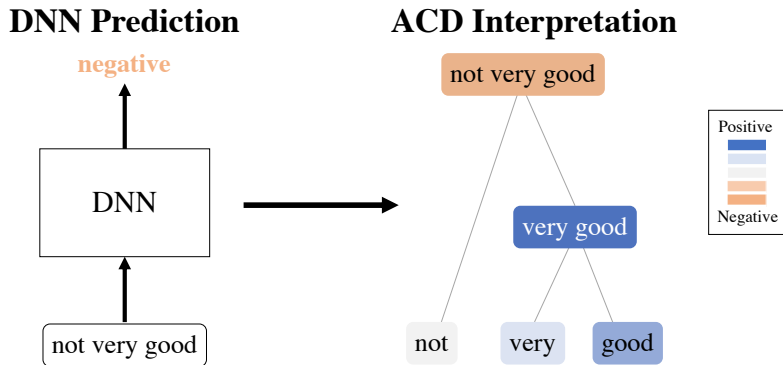 DNN Prediction
negative
DNN
not very good
ACD Interpretation
not very good
very good
not
very
good
Positive
Negative